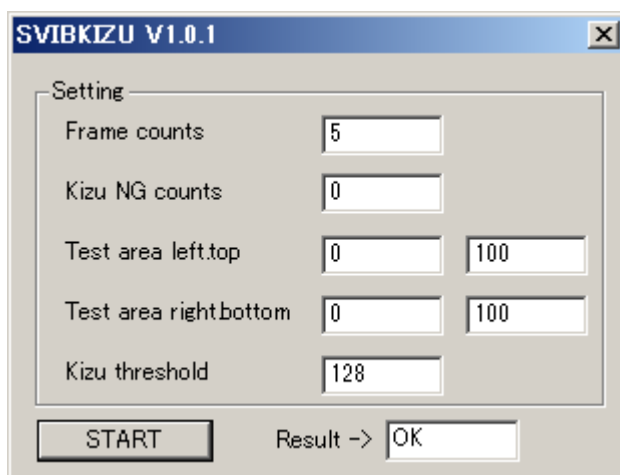 SVIBKIZU V1.0.1
Setting
Frame counts 5
Kizu NG counts 0
Test area left.top 0 100
Test area right.bottom 0 100
Kizu threshold 128
START Result -> OK